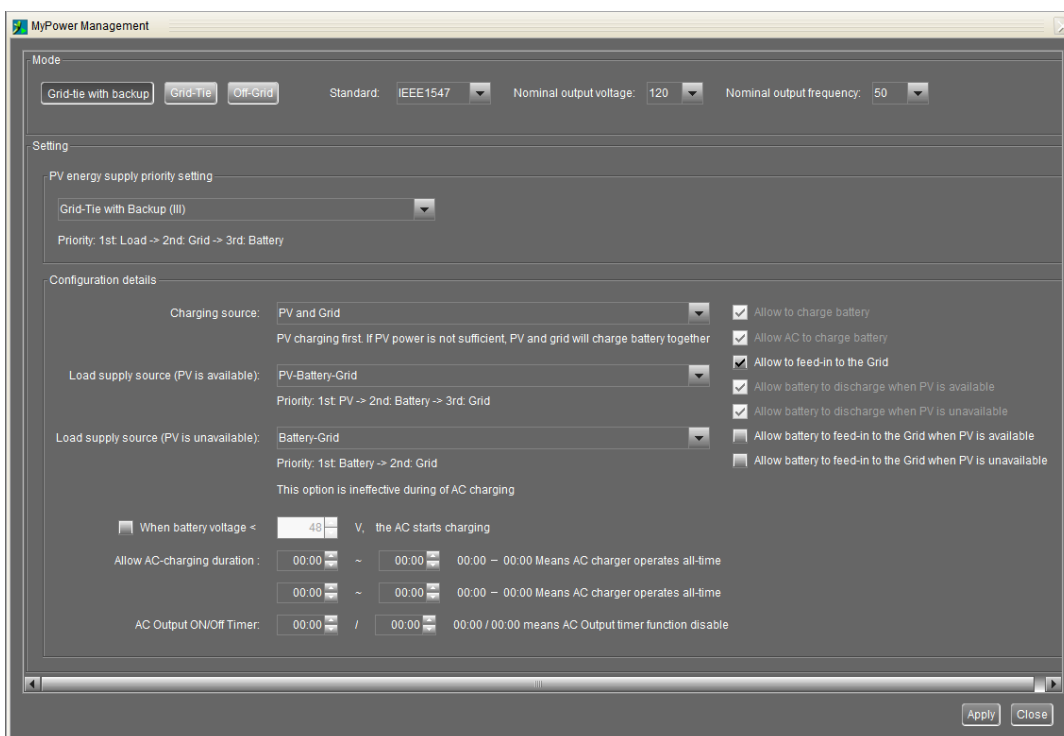 MyPower Management
Mode
Grid-tie with backup Grid-Tie Off-Grid Standard: IEEE1547 Nominal output voltage: 120 Nominal output frequency: 50
Setting
PV energy supply priority setting
Grid-Tie with Backup (III)
Priority: 1st: Load -> 2nd: Grid -> 3rd: Battery
Configuration details
Charging source: PV and Grid
PV charging first. If PV power is not sufficient, PV and grid will charge battery together
Load supply source (PV is available): PV-Battery-Grid
Priority: 1st: PV -> 2nd: Battery -> 3rd: Grid
Load supply source (PV is unavailable): Battery-Grid
Priority: 1st: Battery -> 2nd: Grid
This option is ineffective during of AC charging
Allow to charge battery
Allow AC to charge battery
Allow to feed-in to the Grid
Allow battery to discharge when PV is available
Allow battery to discharge when PV is unavailable
Allow battery to feed-in to the Grid when PV is available
Allow battery to feed-in to the Grid when PV is unavailable
When battery voltage < 48 V, the AC starts charging
Allow AC-charging duration : 00:00 ~ 00:00 00:00 – 00:00 Means AC charger operates all-time
00:00 ~ 00:00 00:00 – 00:00 Means AC charger operates all-time
AC Output ON/Off Timer: 00:00 / 00:00 00:00 / 00:00 means AC Output timer function disable
Apply Close